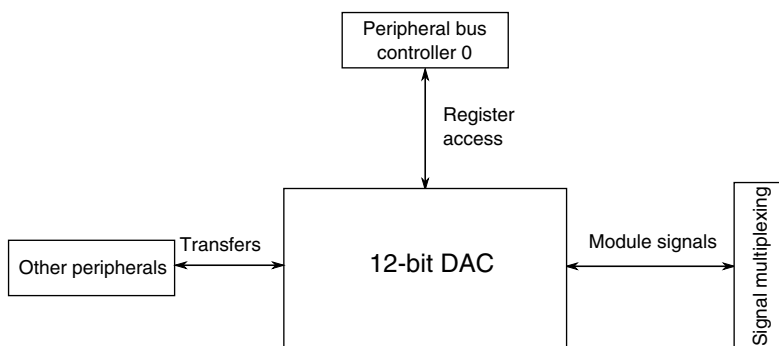 Peripheral bus
controller 0
Register
access
Other peripherals
Transfers
12-bit DAC
Module signals
Signal multiplexing